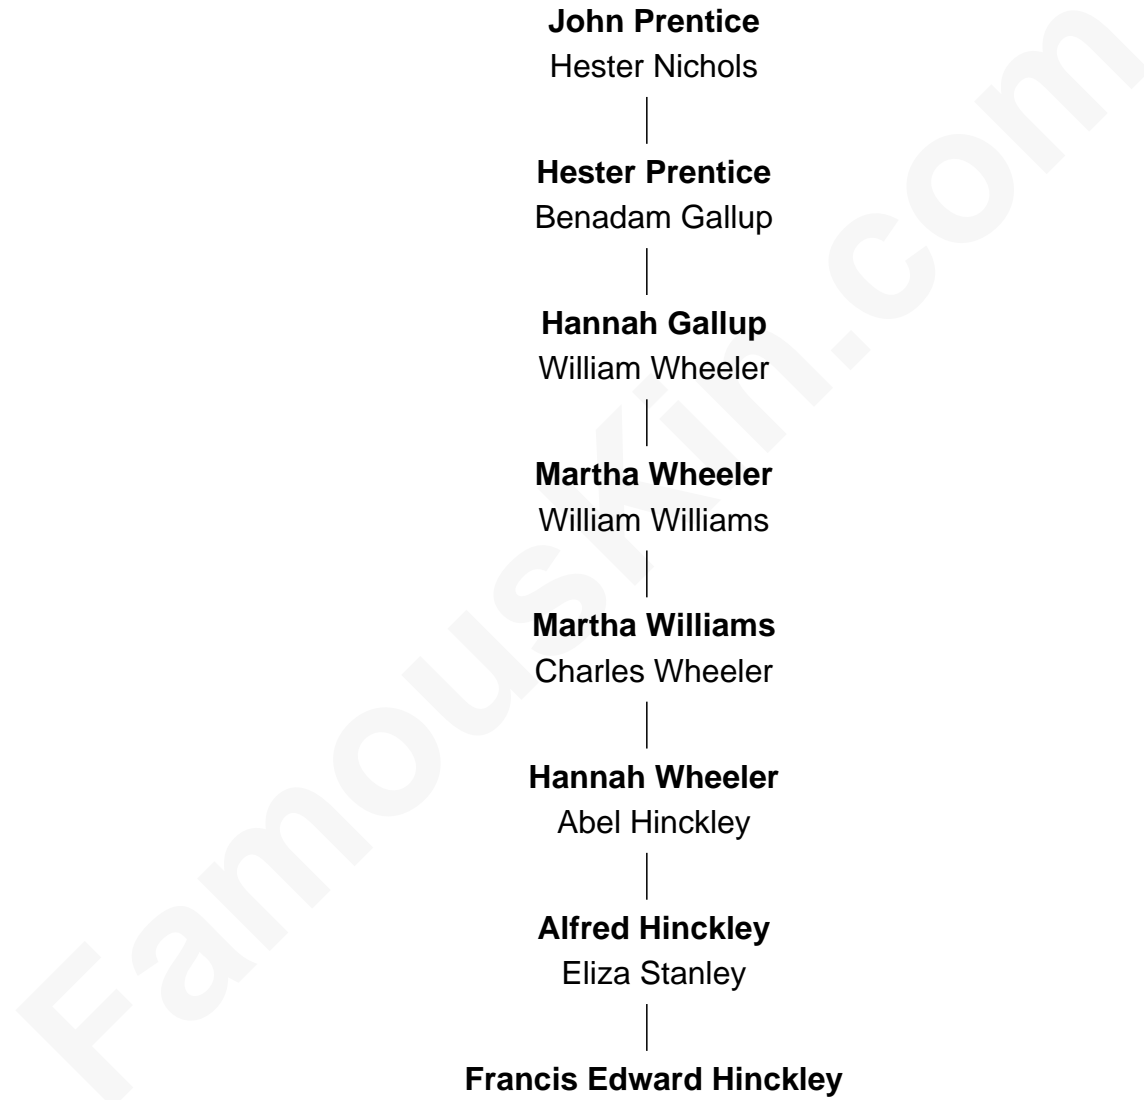 John Prentice
Hester Nichols
Hester Prentice
Benadam Gallup
Hannah Gallup
William Wheeler
Martha Wheeler
William Williams
Martha Williams
Charles Wheeler
Hannah Wheeler
Abel Hinckley
Alfred Hinckley
Eliza Stanley
Francis Edward Hinckley
FamousKin.com